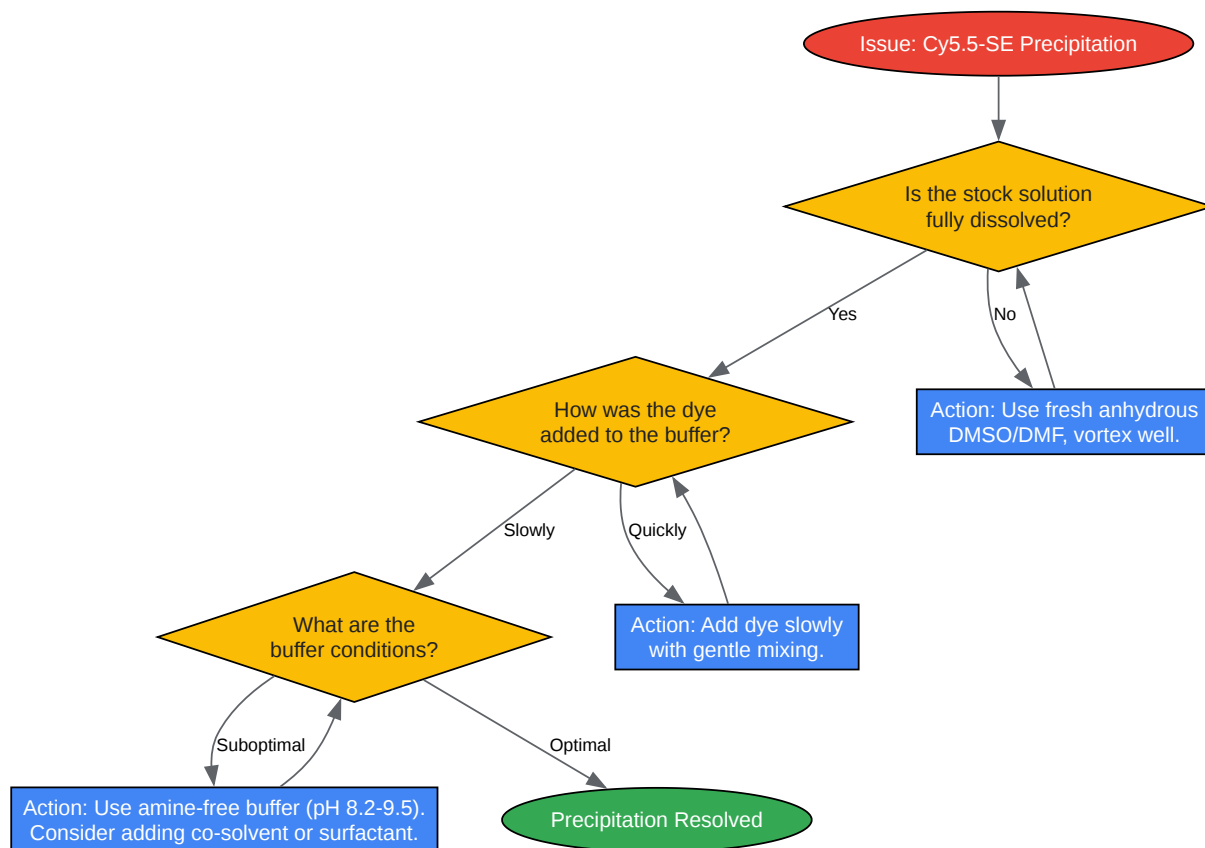 Issue: Cy5.5-SE Precipitation
Is the stock solution
fully dissolved?
Yes
No
Action: Use fresh anhydrous
DMSO/DMF, vortex well.
How was the dye
added to the buffer?
Slowly
Quickly
Action: Add dye slowly
with gentle mixing.
What are the
buffer conditions?
Suboptimal
Optimal
Action: Use amine-free buffer (pH 8.2-9.5).
Consider adding co-solvent or surfactant.
Precipitation Resolved